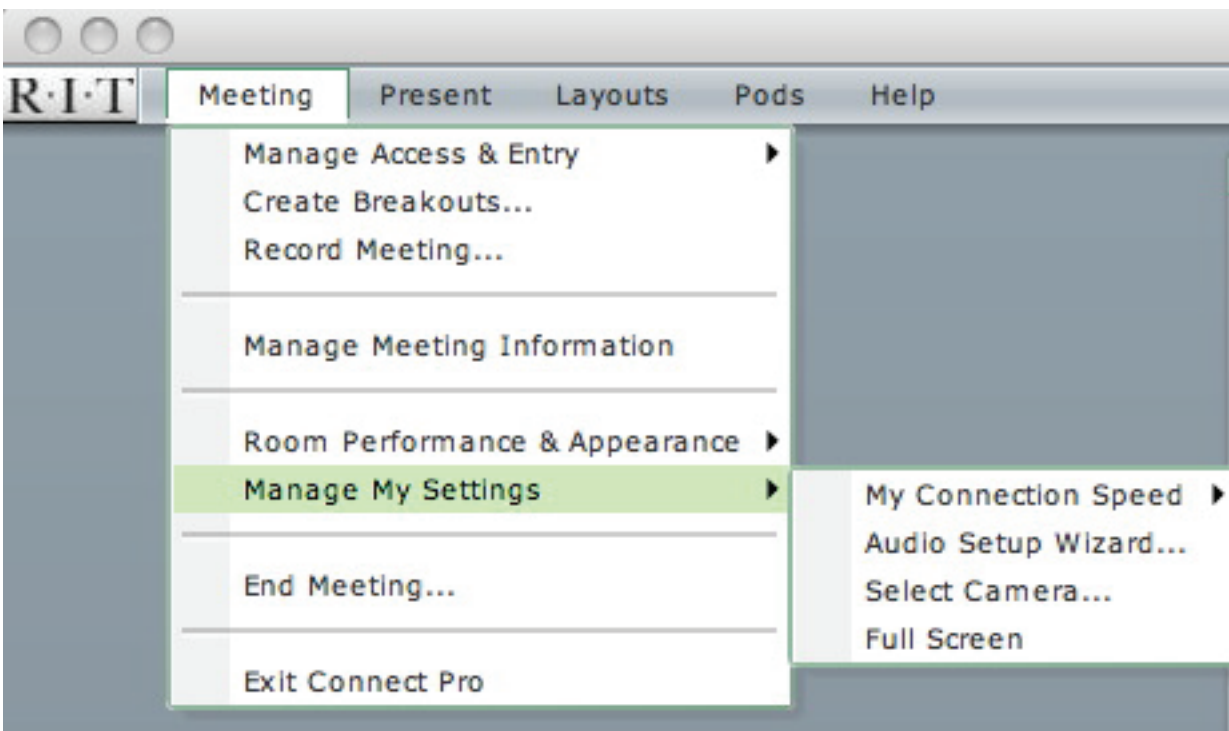 R·I·T Meeting Present Layouts Pods Help
Manage Access & Entry
Create Breakouts...
Record Meeting...
Manage Meeting Information
Room Performance & Appearance
Manage My Settings
End Meeting...
Exit Connect Pro
My Connection Speed
Audio Setup Wizard...
Select Camera...
Full Screen